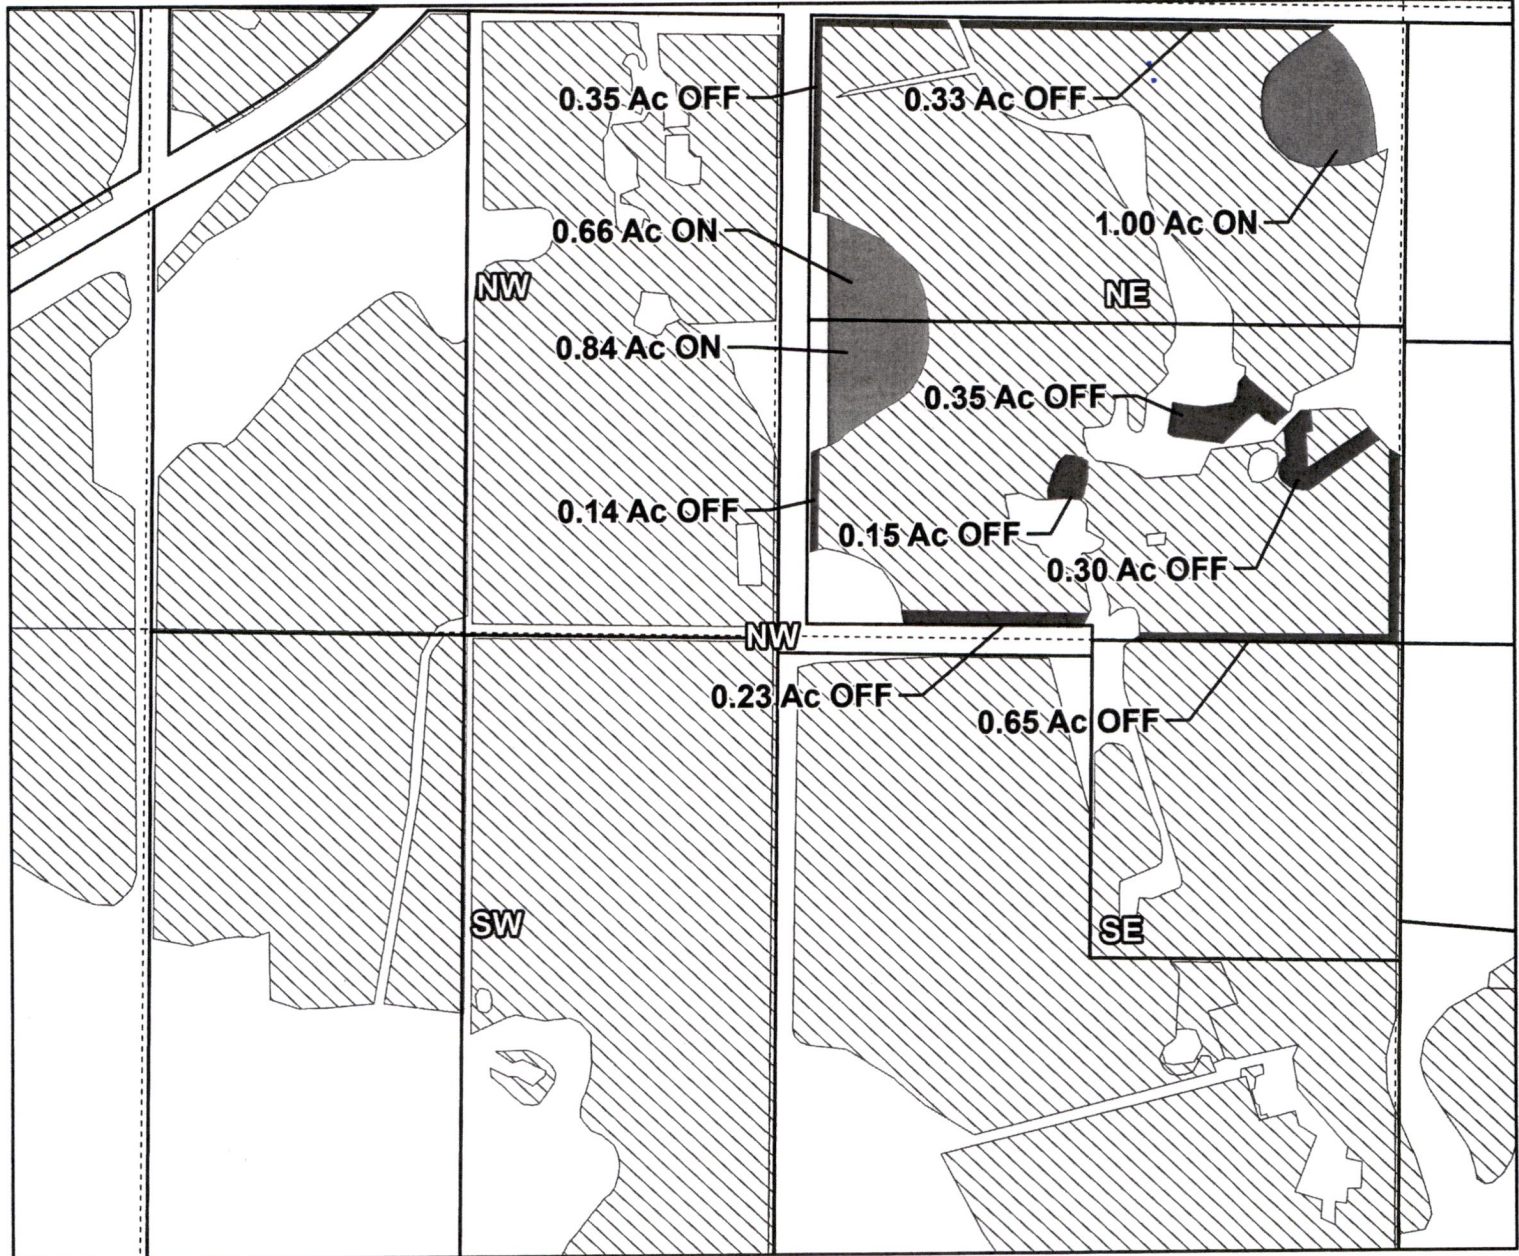 0.35 Ac OFF
0.33 Ac OFF
1.00 Ac ON
0.66 Ac ON
NW
NE
0.84 Ac ON
0.35 Ac OFF
0.14 Ac OFF
0.15 Ac OFF
0.30 Ac OFF
NW
0.23 Ac OFF
0.65 Ac OFF
SW
SE